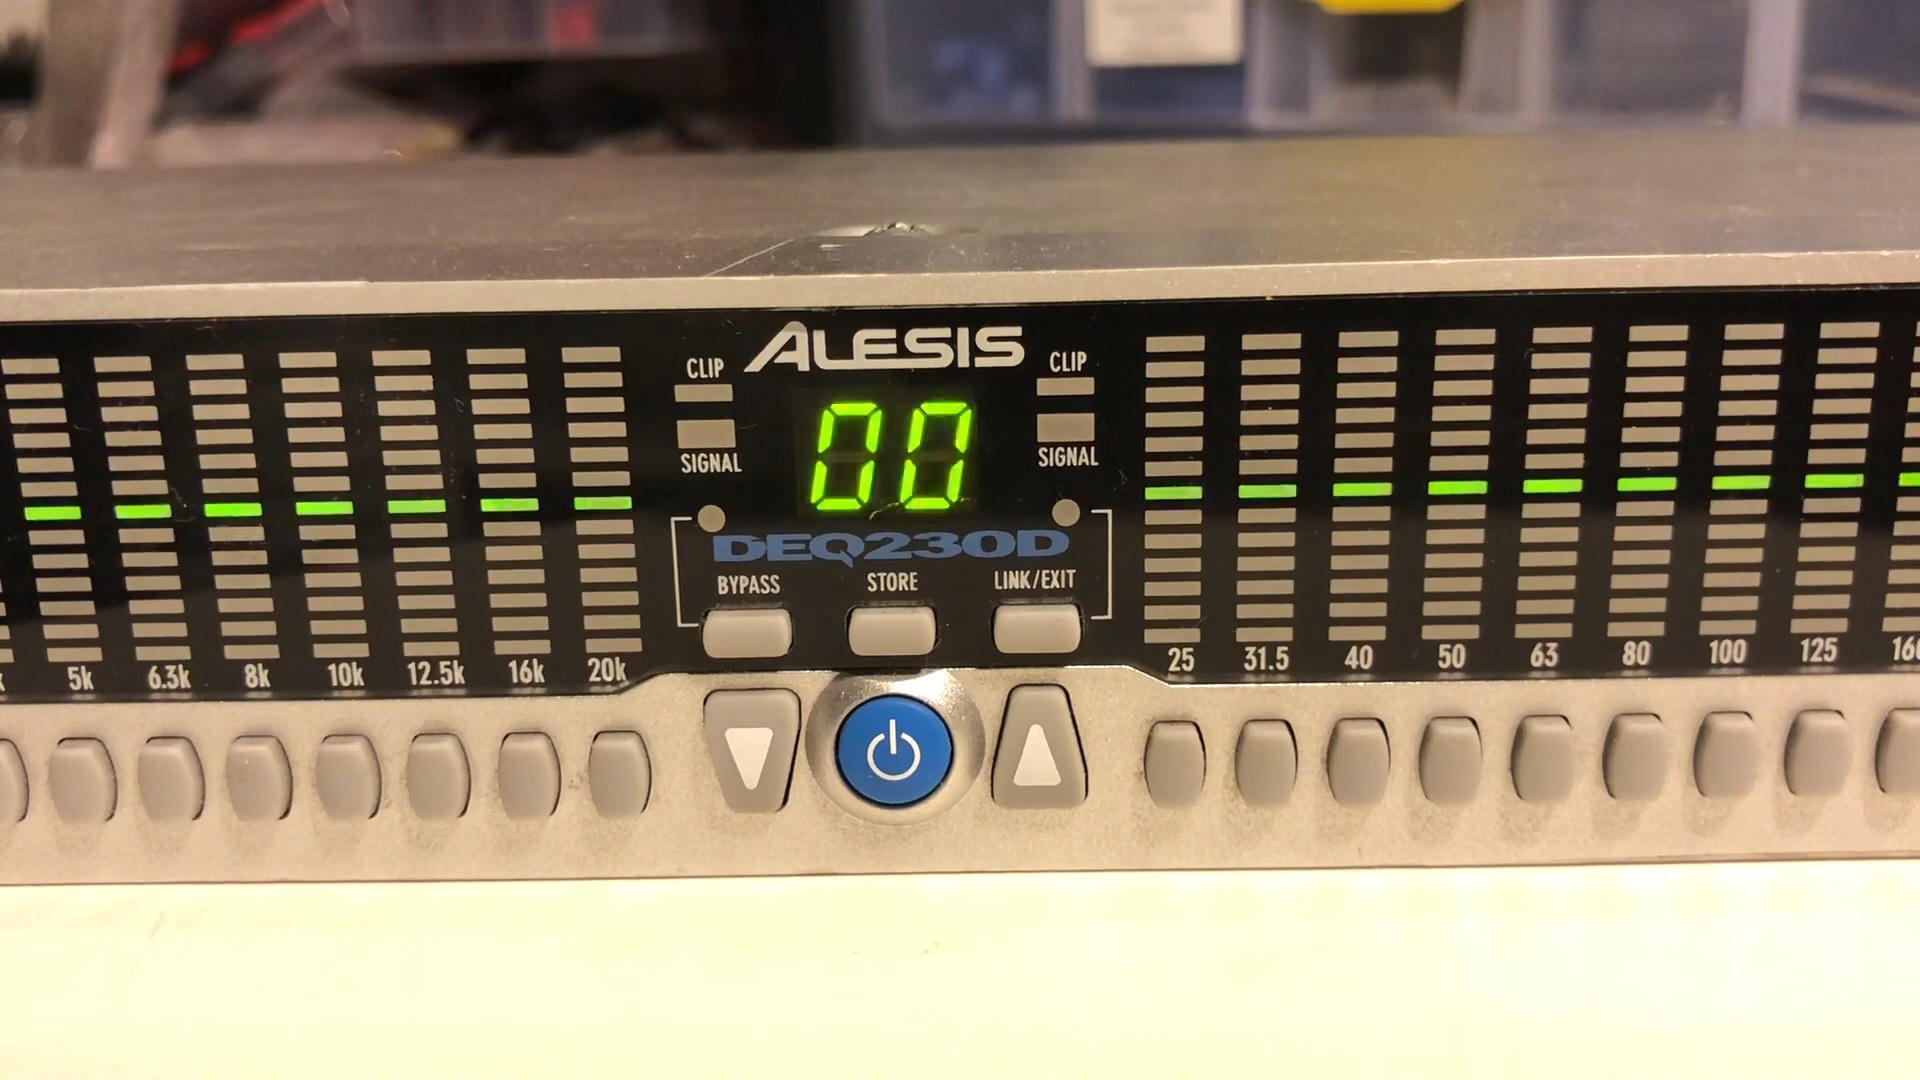 ALESIS
CLIP
CLIP
00
SIGNAL
SIGNAL
DEQ230D
BYPASS STORE LINK/EXIT
5k 6.3k 8k 10k 12.5k 16k 20k
25 31.5 40 50 63 80 100 125